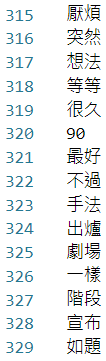 315 厭煩
316 突然
317 想法
318 等等
319 很久
320 90
321 最好
322 不過
323 手法
324 出爐
325 劇場
326 一樣
327 階段
328 宣布
329 如題